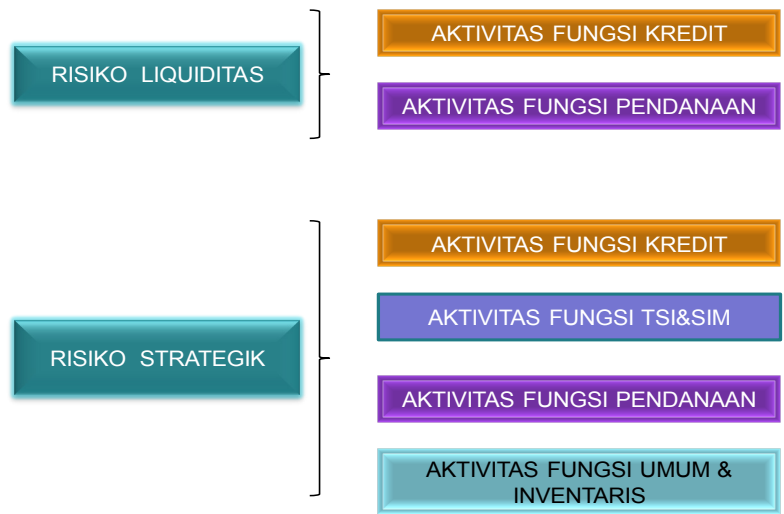 RISIKO LIQUIDITAS
AKTIVITAS FUNGSI KREDIT
AKTIVITAS FUNGSI PENDANAAN
RISIKO STRATEGIK
AKTIVITAS FUNGSI KREDIT
AKTIVITAS FUNGSI TSI&SIM
AKTIVITAS FUNGSI PENDANAAN
AKTIVITAS FUNGSI UMUM &
INVENTARIS